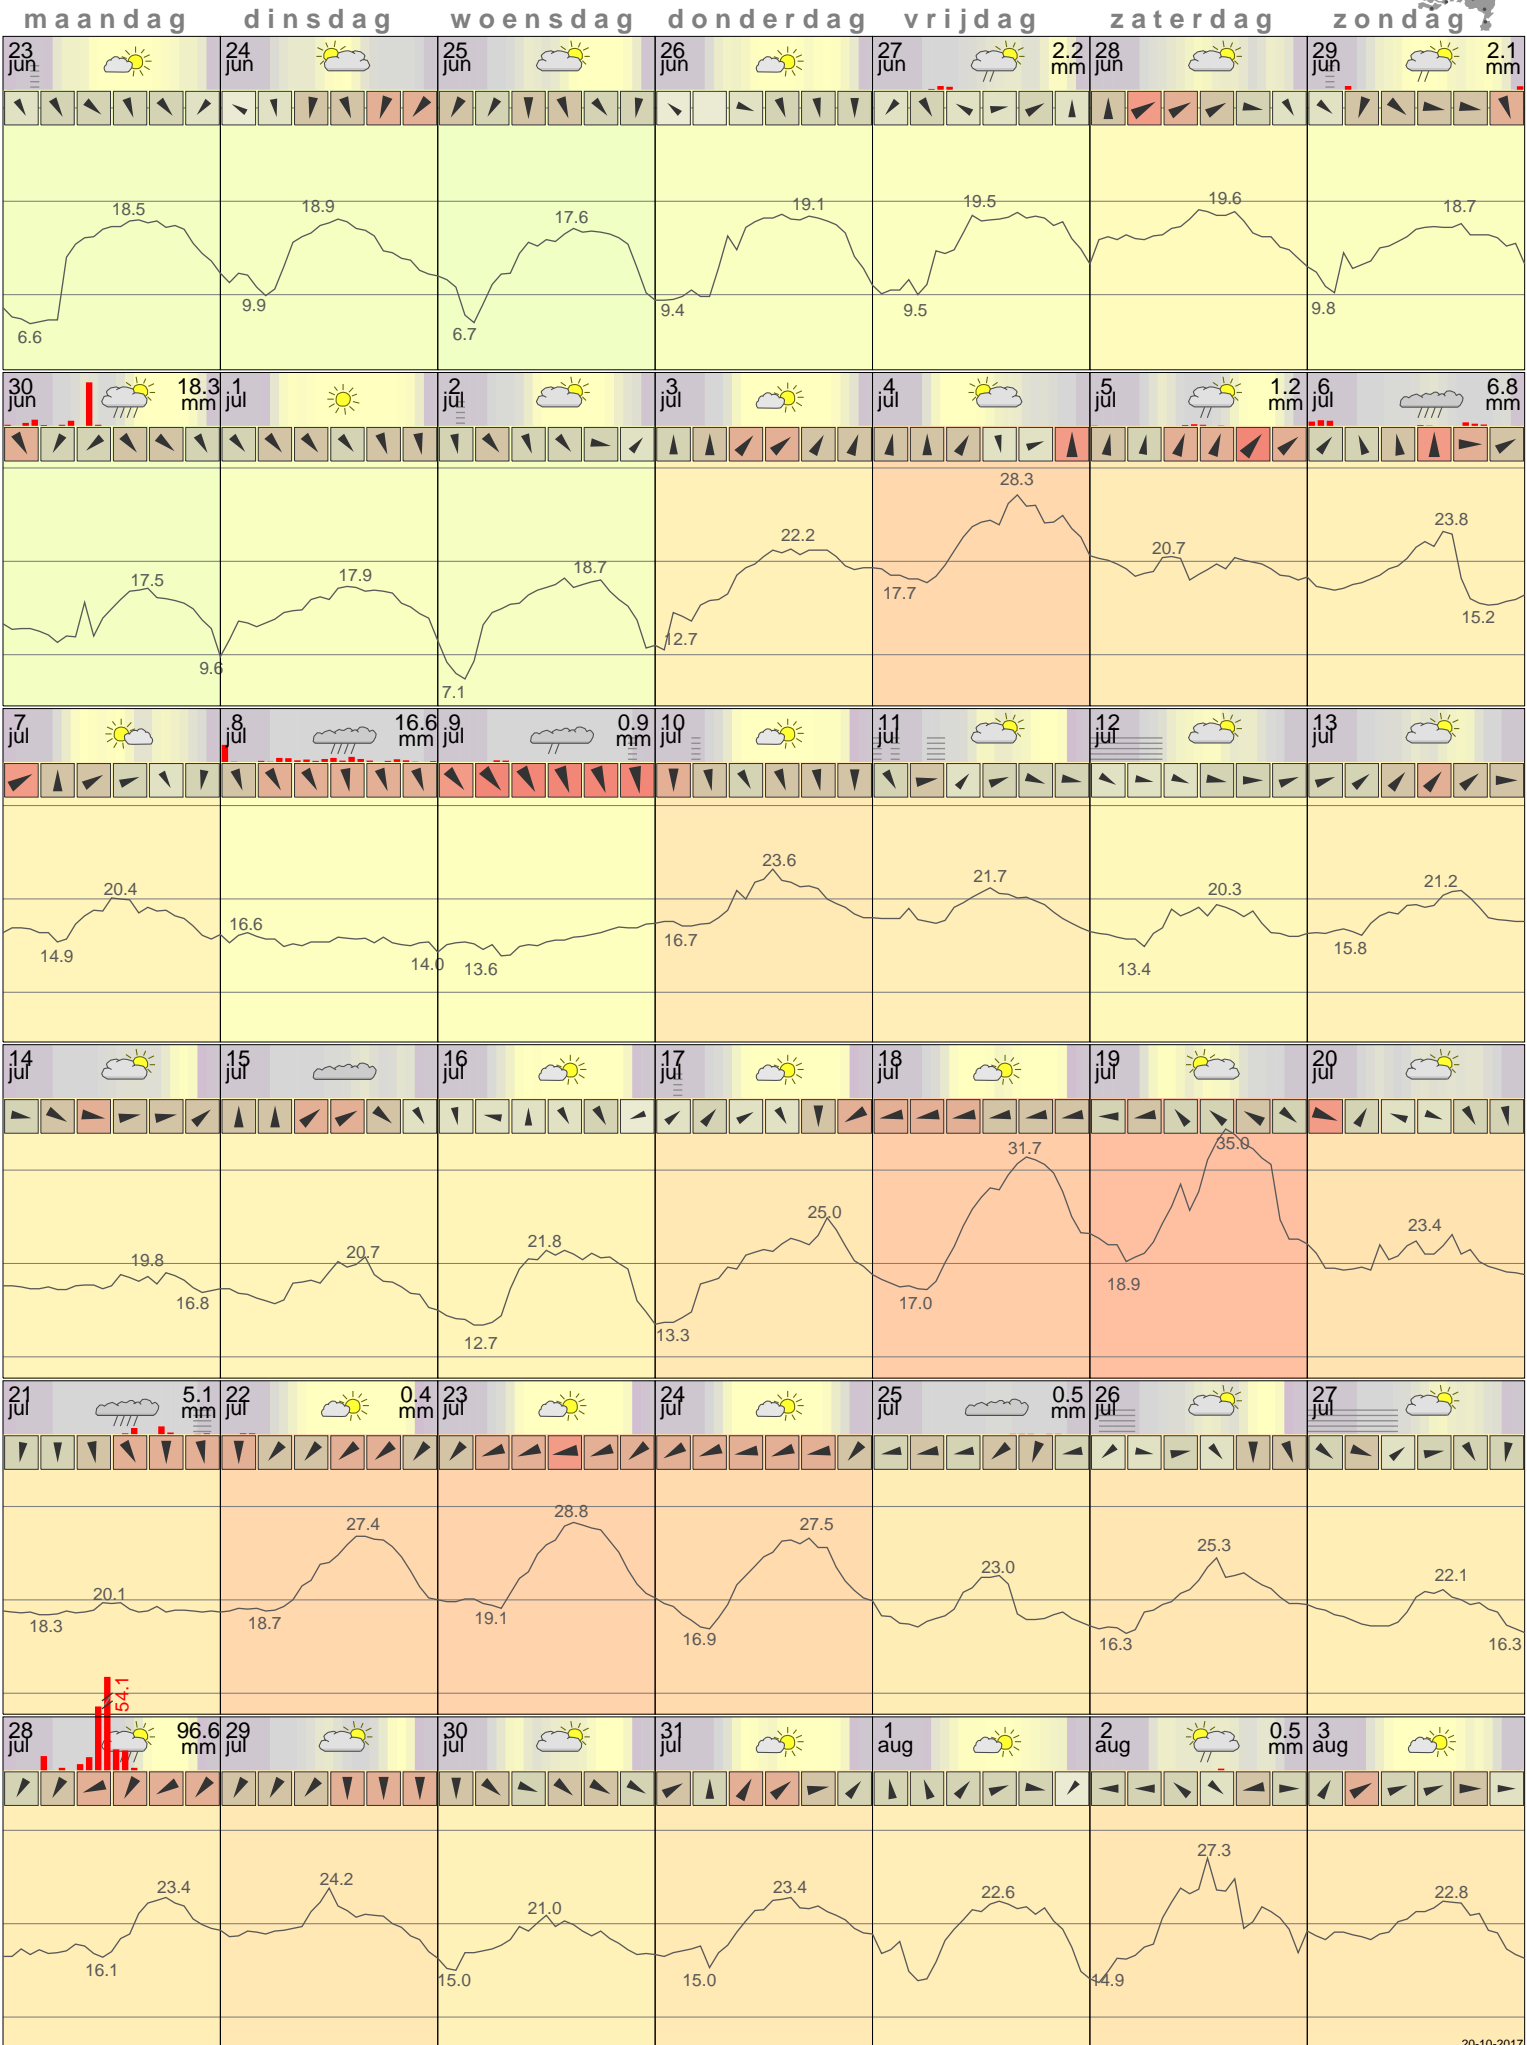 maandag dinsdag woensdag donderdag vrijdag zaterdag zondag
23 24 25 26 27 2.2 28 29 2.1
jun jun jun jun jun mm jun jun mm
18.5 18.9 17.6 19.1 19.5 19.6 18.7
6.6 9.9 6.7 9.4 9.5 9.8
30 18.3 1 2 3 4 5 1.2 6 6.8
jun mm jul jul jul jul jul mm jul mm
17.5 17.9 18.7 22.2 28.3 20.7 23.8
9.6 7.1 12.7 17.7 15.2
7 8 16.6 9 0.9 10 11 12 13
jul jul mm jul mm jul jul jul jul
20.4 16.6 23.6 21.7 20.3 21.2
14.9 14.0 13.6 16.7 13.4 15.8
14 15 16 17 18 19 20
jul jul jul jul jul jul jul
19.8 20.7 21.8 25.0 31.7 35.0 23.4
16.8 12.7 13.3 17.0 18.9
21 5.1 22 0.4 23 24 25 0.5 26 27
jul mm jul mm jul jul jul mm jul jul
20.1 27.4 28.8 27.5 23.0 25.3 22.1
18.3 18.7 19.1 16.9 16.3 16.3
54.1
28 96.6 29 30 31 1 2 0.5 3
jul mm jul jul jul aug aug mm aug
23.4 24.2 21.0 23.4 22.6 27.3 22.8
16.1 15.0 15.0 14.9
20-10-2017